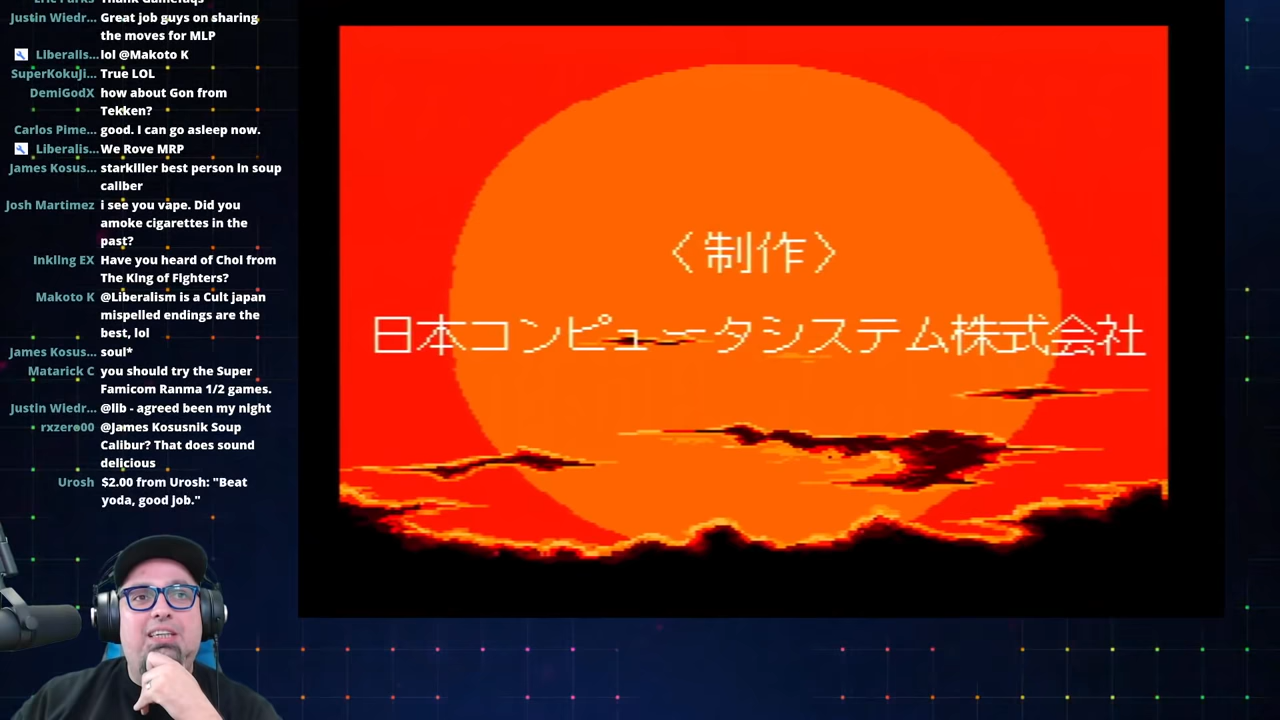 Thank Gamefaqs
Justin Wiedr... Great job guys on sharing
the moves for MLP
Liberalis... lol @Makoto K
SuperKokuji... True LOL
DemiGodX how about Gon from
Tekken?
Carlos Pime... good. I can go asleep now.
Liberalis... We Rove MRP
James Kosus... starkiller best person in soup
caliber
Josh Martimez i see you vape. Did you
amoke cigarettes in the
past?
Inkling EX Have you heard of Choi from
The King of Fighters?
Makoto K @Liberalism is a Cult japan
mispelled endings are the
best, lol
James Kosus... soul*
Matarick C you should try the Super
Famicom Ranma 1/2 games.
Justin Wiedr... @lib - agreed been my night
rxzero00 @James Kosusnik Soup
Calibur? That does sound
delicious
Urosh $2.00 from Urosh: "Beat
yoda, good job."
〈制作〉
日本コンピュータシステム株式会社